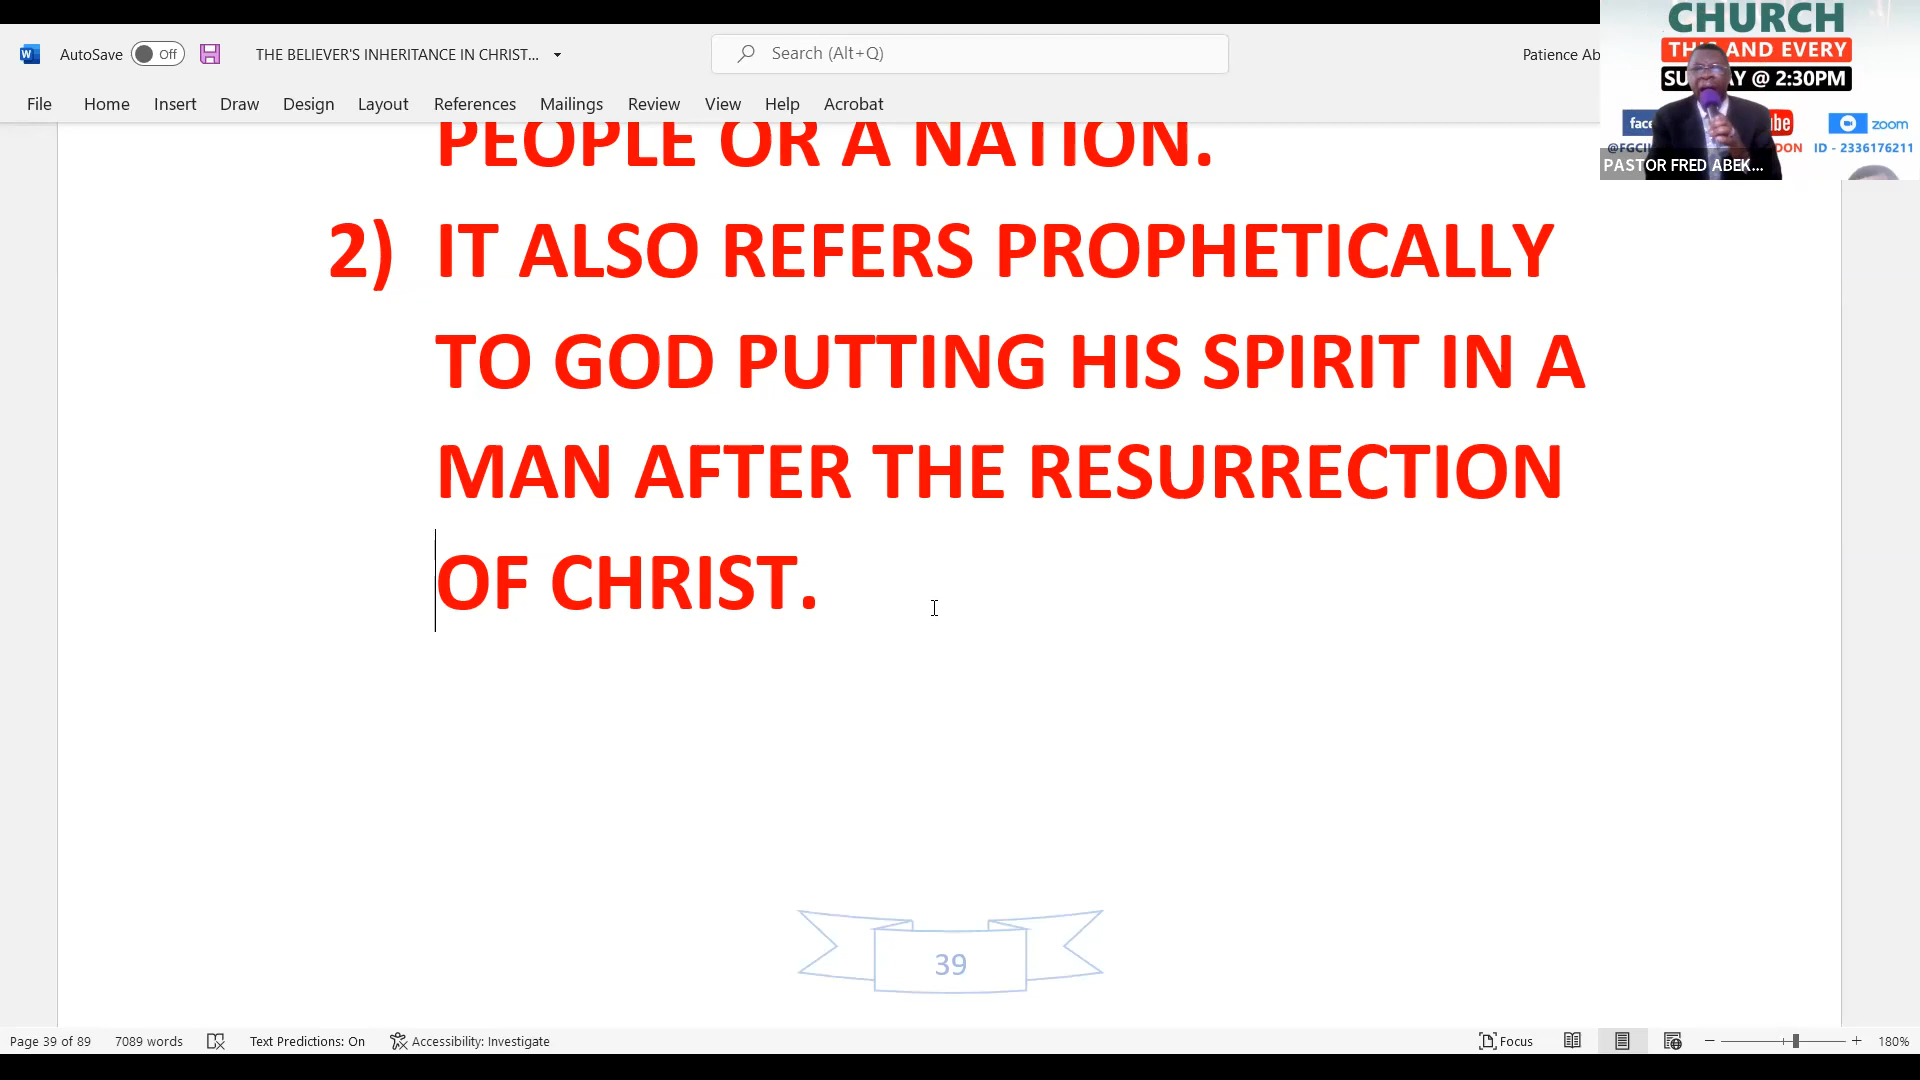 CHURCH
AutoSave Off THE BELIEVER'S INHERITANCE IN CHRIST... Search (Alt+Q) Patience Ab
AND EVERY
@ 2:30PM
File Home Insert Draw Design Layout References Mailings Review View Help Acrobat
zoom
ID - 2336176211
PASTOR FRED ABEK...
PEOPLE OR A NATION.
2) IT ALSO REFERS PROPHETICALLY
TO GOD PUTTING HIS SPIRIT IN A
MAN AFTER THE RESURRECTION
OF CHRIST.
39
Page 39 of 89 7089 words Text Predictions: On Accessibility: Investigate Focus 180%